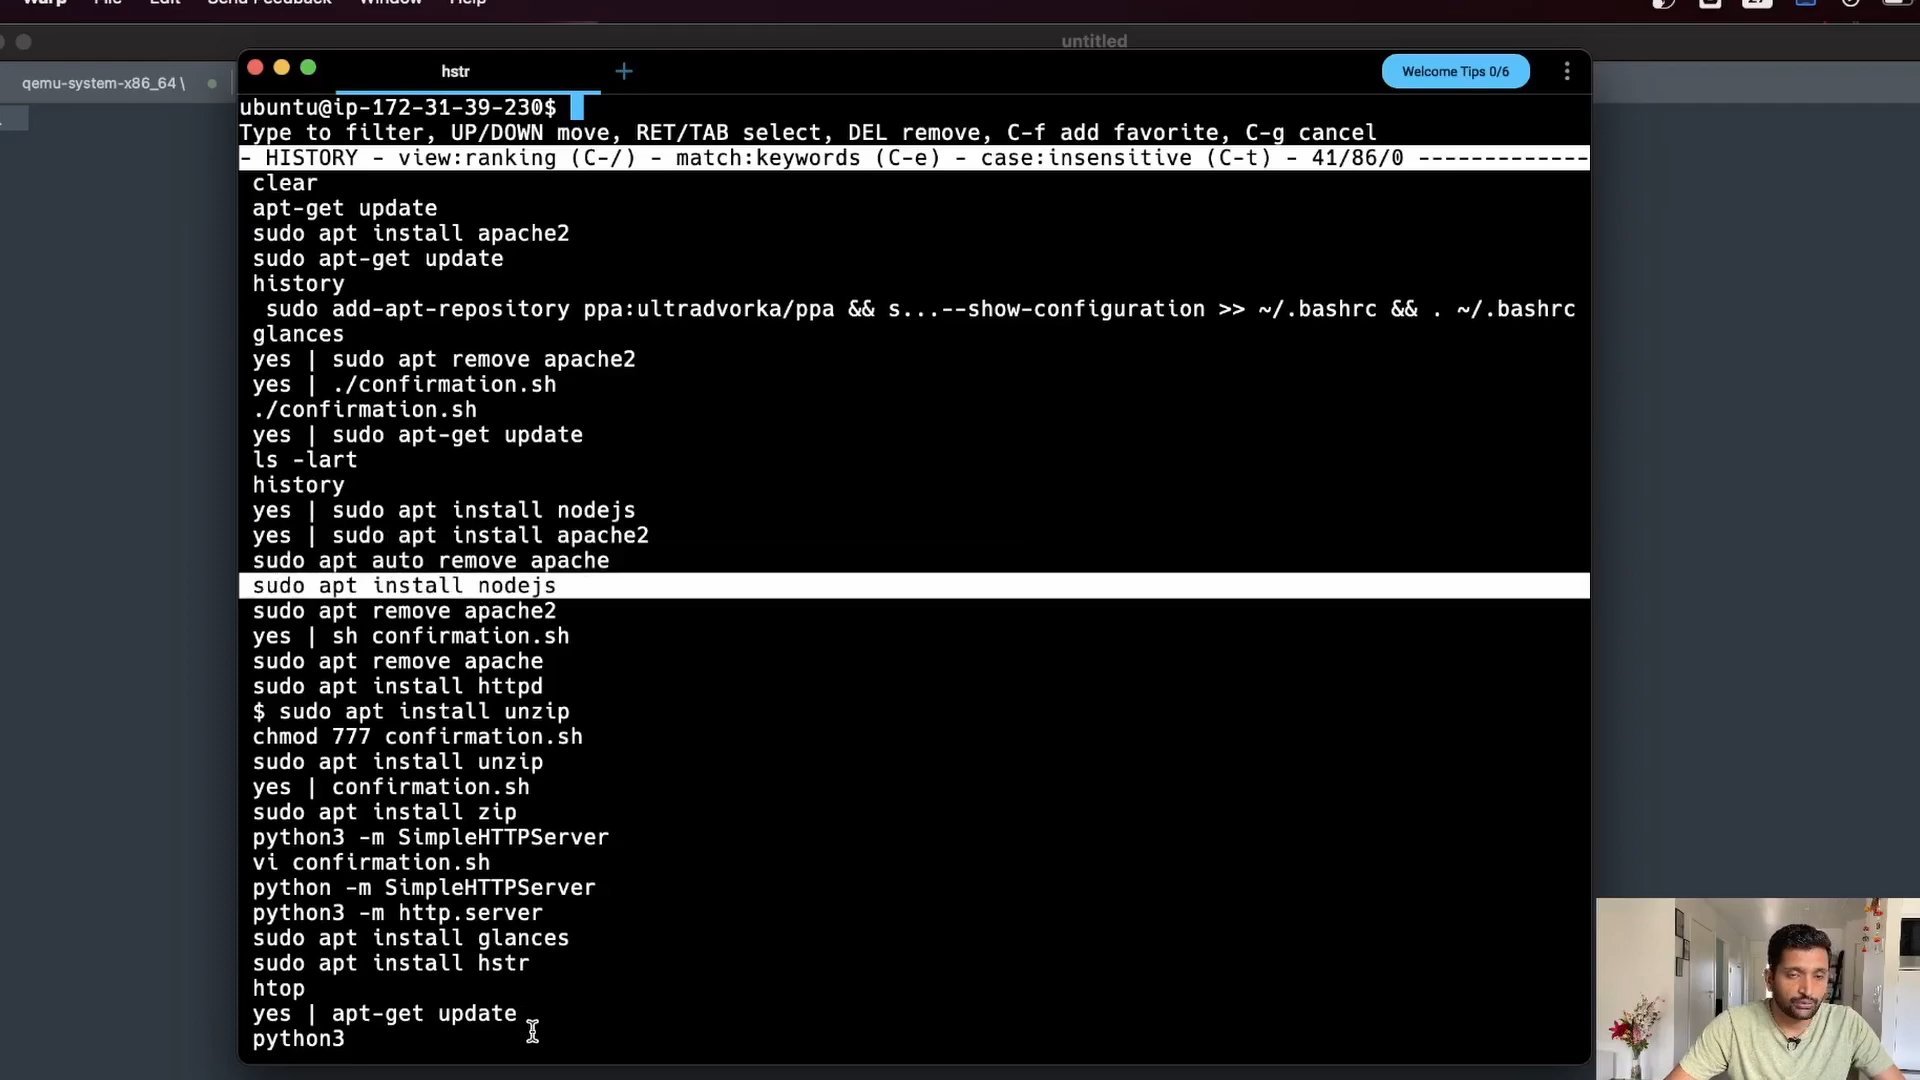 Warp File Edit Send Feedback Window Help
untitled
qemu-system-x86_64 \
hstr
Welcome Tips 0/6
ubuntu@ip-172-31-39-230$
Type to filter, UP/DOWN move, RET/TAB select, DEL remove, C-f add favorite, C-g cancel
- HISTORY - view:ranking (C-/) - match:keywords (C-e) - case:insensitive (C-t) - 41/86/0 -------------
clear
apt-get update
sudo apt install apache2
sudo apt-get update
history
sudo add-apt-repository ppa:ultradvorka/ppa && s...--show-configuration >> ~/.bashrc && . ~/.bashrc
glances
yes | sudo apt remove apache2
yes | ./confirmation.sh
./confirmation.sh
yes | sudo apt-get update
ls -lart
history
yes | sudo apt install nodejs
yes | sudo apt install apache2
sudo apt auto remove apache
sudo apt install nodejs
sudo apt remove apache2
yes | sh confirmation.sh
sudo apt remove apache
sudo apt install httpd
$ sudo apt install unzip
chmod 777 confirmation.sh
sudo apt install unzip
yes | confirmation.sh
sudo apt install zip
python3 -m SimpleHTTPServer
vi confirmation.sh
python -m SimpleHTTPServer
python3 -m http.server
sudo apt install glances
sudo apt install hstr
htop
yes | apt-get update
python3